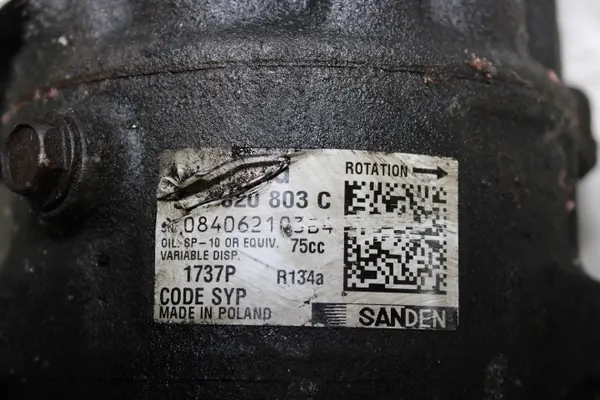 ROTATION
820 803 C
OIL: SP-10 OR EQUIV. 75cc
VARIABLE DISP.
1737P R134a
CODE SYP
MADE IN POLAND
SANDEN